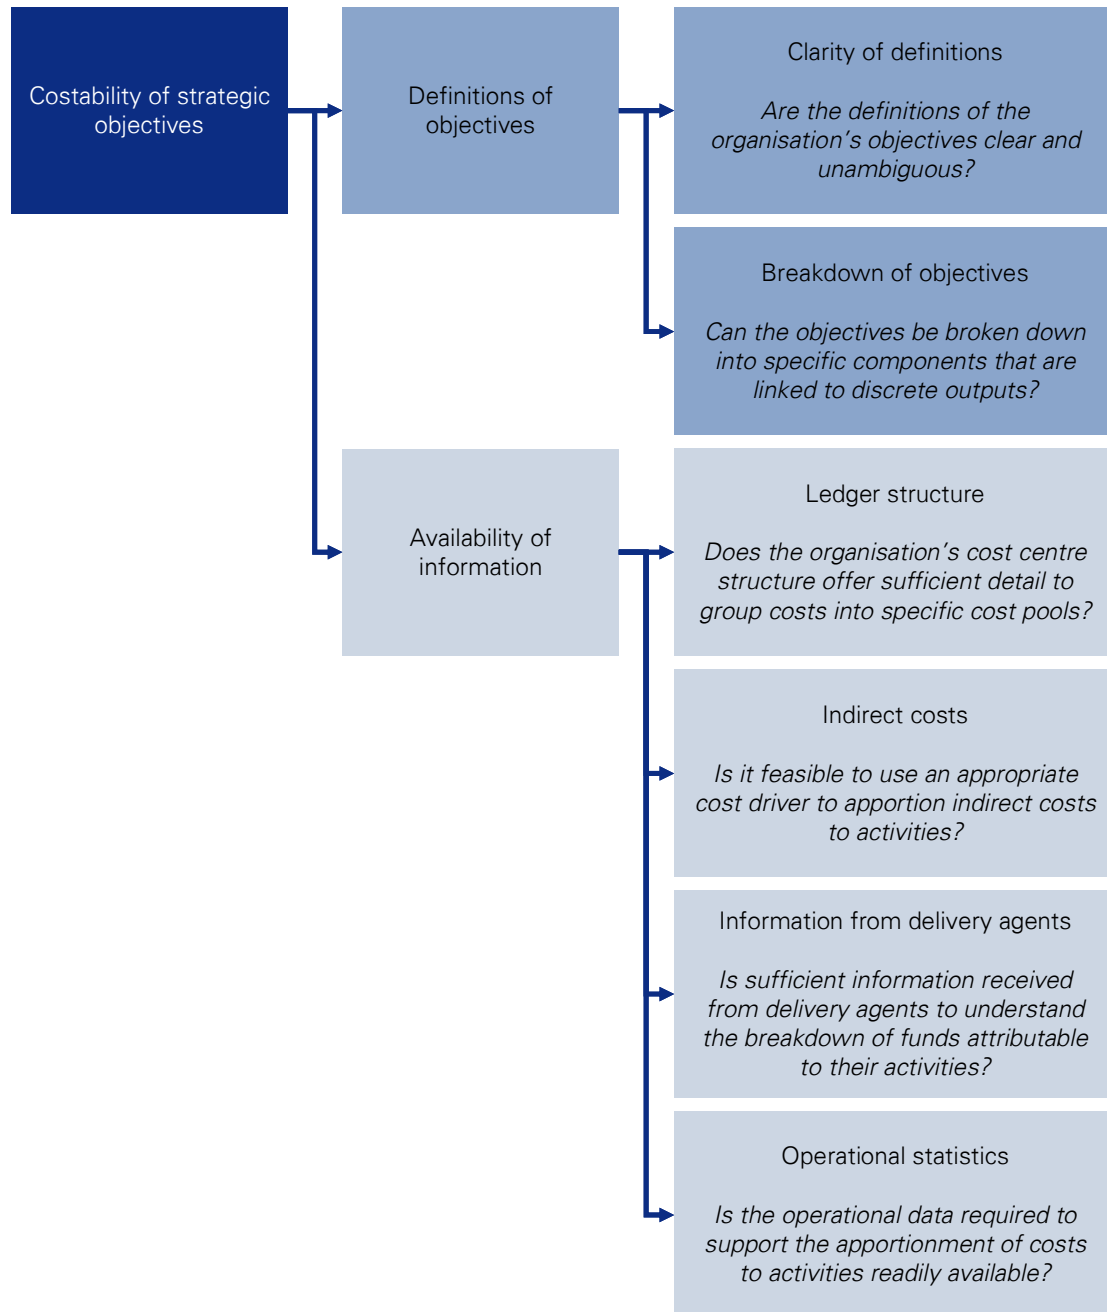 Costability of strategic
objectives
Definitions of
objectives
Clarity of definitions
Are the definitions of the
organisation’s objectives clear and
unambiguous?
Breakdown of objectives
Can the objectives be broken down
into specific components that are
linked to discrete outputs?
Availability of
information
Ledger structure
Does the organisation’s cost centre
structure offer sufficient detail to
group costs into specific cost pools?
Indirect costs
Is it feasible to use an appropriate
cost driver to apportion indirect costs
to activities?
Information from delivery agents
Is sufficient information received
from delivery agents to understand
the breakdown of funds attributable
to their activities?
Operational statistics
Is the operational data required to
support the apportionment of costs
to activities readily available?